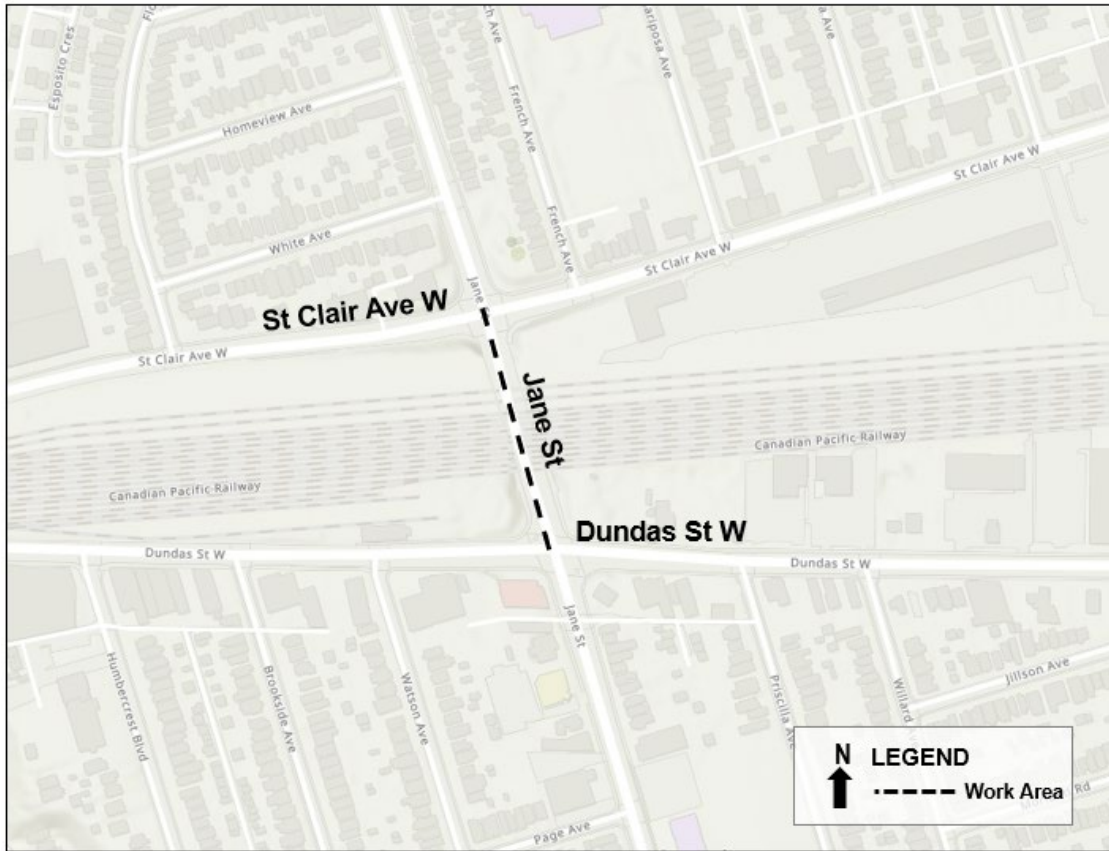 Esposito Cres
French Ave
Homeview Ave
French Ave
White Ave
French Ave
St Clair Ave W
St Clair Ave W
Jane
St Clair Ave W
St Clair Ave W
Jane St
Canadian Pacific Railway
Canadian Pacific Railway
Dundas St W
Dundas St W
Dundas St W
Jane St
Humbercrest Blvd
Brookside Ave
Watson Ave
Priscilla Ave
Willard
Jillson Ave
Page Ave
N LEGEND
Work Area
Rd